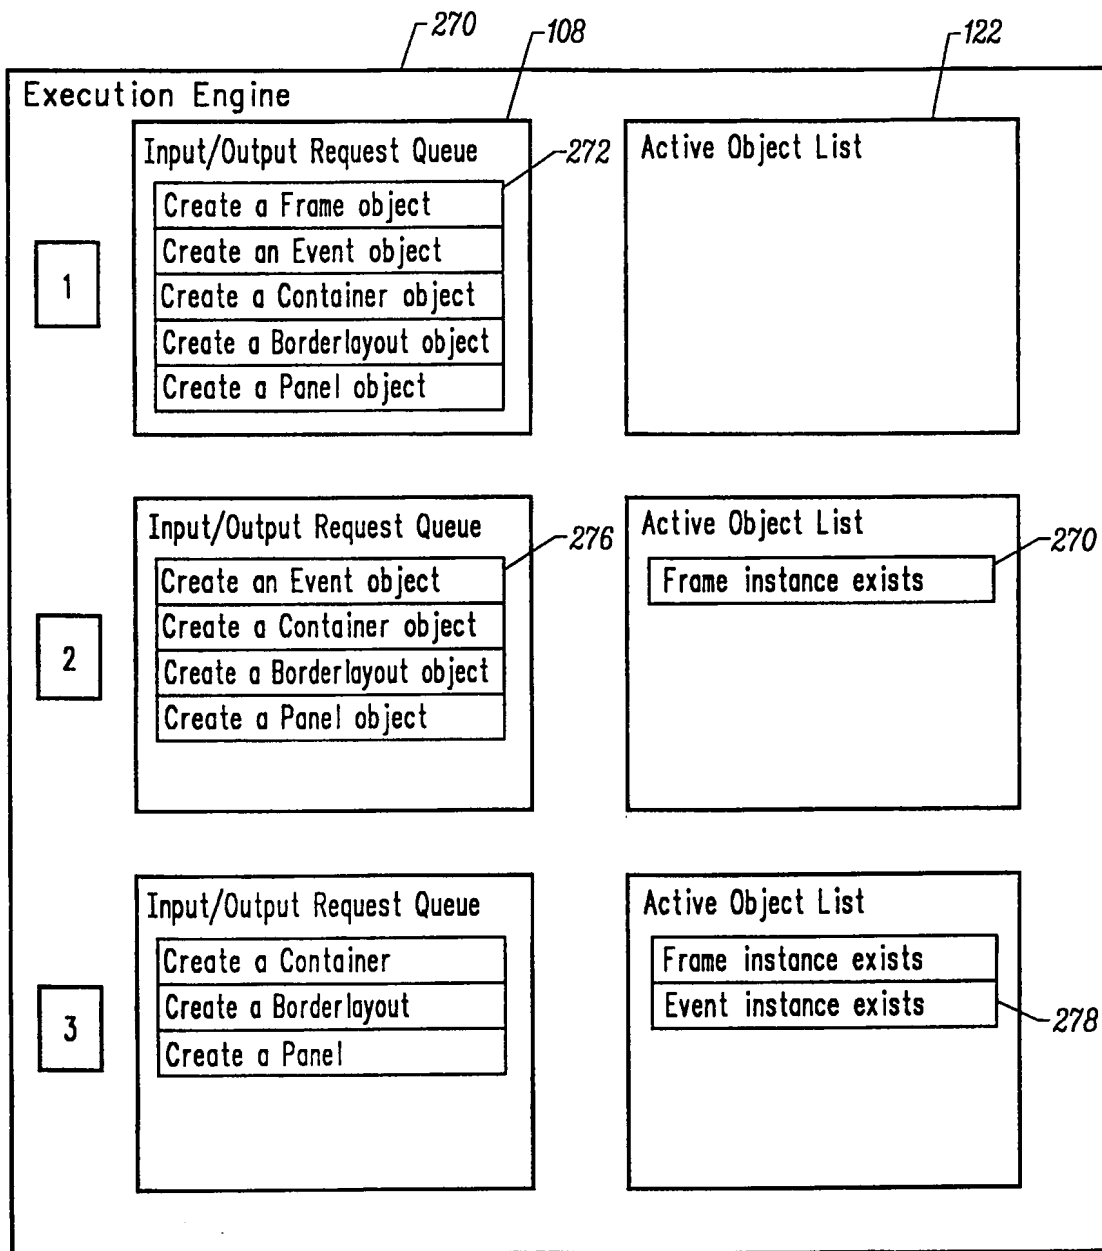 270
108
122
Execution Engine
Input/Output Request Queue
272
Active Object List
Create a Frame object
Create an Event object
1
Create a Container object
Create a Borderlayout object
Create a Panel object
Input/Output Request Queue
276
Active Object List
270
Create an Event object
Frame instance exists
Create a Container object
2
Create a Borderlayout object
Create a Panel object
Input/Output Request Queue
Active Object List
Create a Container
Frame instance exists
3
Create a Borderlayout
Event instance exists
278
Create a Panel